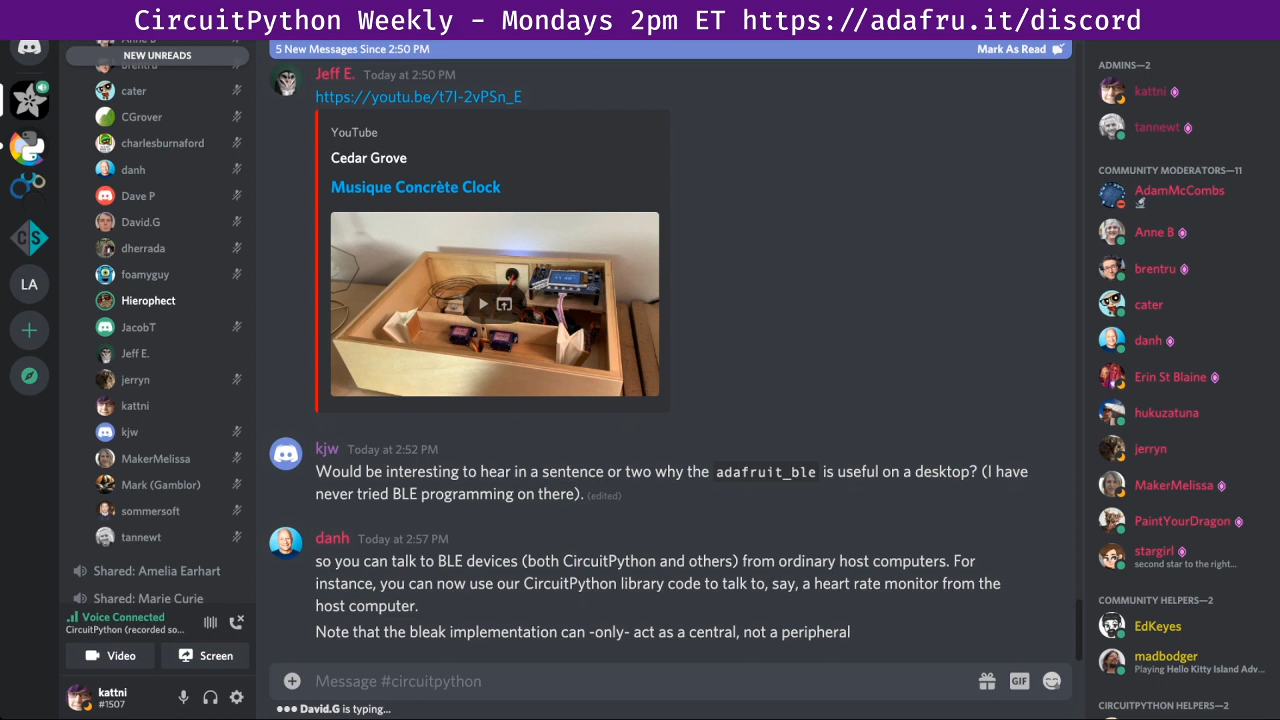 CircuitPython Weekly - Mondays 2pm ET https://adafru.it/discord
NEW UNREADS
brentru
cater
CGrover
charlesburnaford
danh
Dave P
David.G
dherrada
foamyguy
Hierophect
JacobT
Jeff E.
jerryn
kattni
kjw
MakerMelissa
Mark (Gamblor)
sommersoft
tannewt
Shared: Amelia Earhart
Shared: Marie Curie
Voice Connected
CircuitPython (recorded so...
Video
Screen
kattni
#1507
LA
CS
5 New Messages Since 2:50 PM
Mark As Read
Jeff E. Today at 2:50 PM
https://youtu.be/t7I-2vPSn_E
YouTube
Cedar Grove
Musique Concrète Clock
kjw Today at 2:52 PM
Would be interesting to hear in a sentence or two why the adafruit_ble is useful on a desktop? (I have
never tried BLE programming on there). (edited)
danh Today at 2:57 PM
so you can talk to BLE devices (both CircuitPython and others) from ordinary host computers. For
instance, you can now use our CircuitPython library code to talk to, say, a heart rate monitor from the
host computer.
Note that the bleak implementation can -only- act as a central, not a peripheral
Message #circuitpython
GIF
David.G is typing...
ADMINS—2
kattni
tannewt
COMMUNITY MODERATORS—11
AdamMcCombs
Anne B
brentru
cater
danh
Erin St Blaine
hukuzatuna
jerryn
MakerMelissa
PaintYourDragon
stargirl
second star to the right...
COMMUNITY HELPERS—2
EdKeyes
madbodger
Playing Hello Kitty Island Adv...
CIRCUITPYTHON HELPERS—2